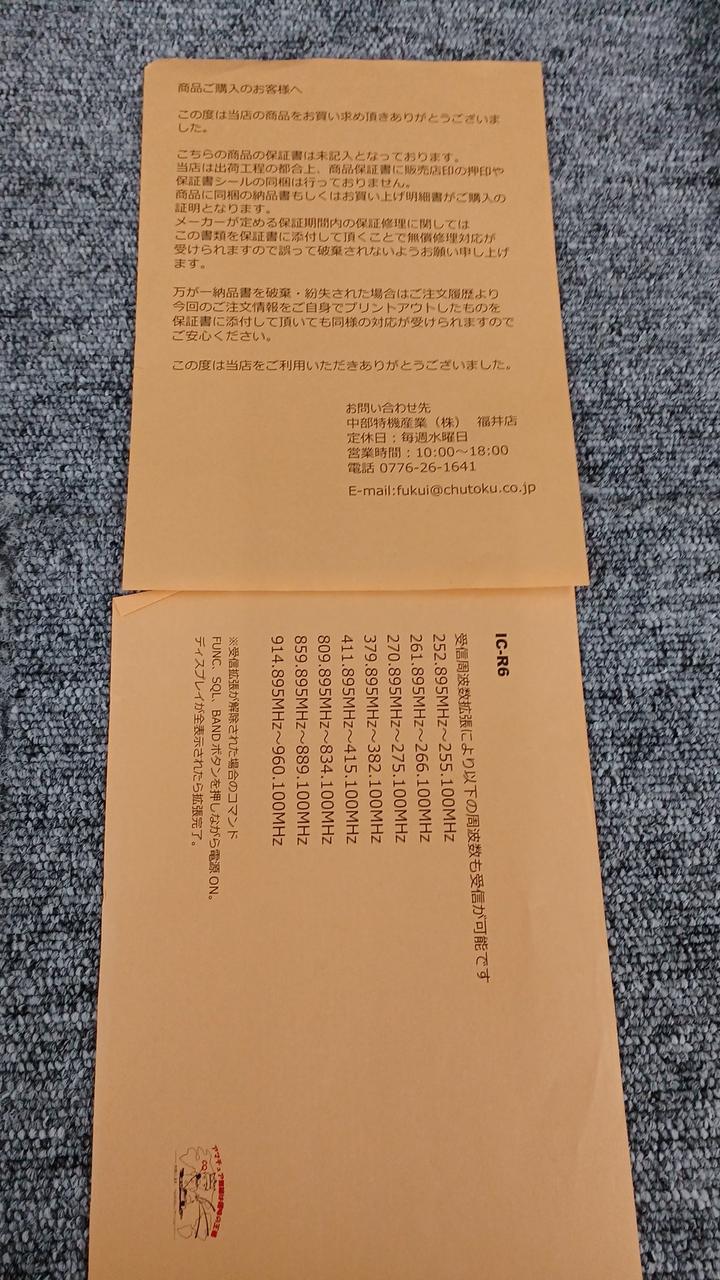 商品ご購入のお客様へ
この度は当店の商品をお買い求め頂きありがとうございま
した。
こちらの商品の保証書は未記入となっております。
当店は出荷工程の都合上、商品保証書に販売店印の押印や
保証書シールの同梱は行っておりません。
商品に同梱の納品書もしくはお買い上げ明細書がご購入の
証明となります。
メーカーが定める保証期間内の保証修理に関しては
この書類を保証書に添付して頂くことで無償修理対応が
受けられますので誤って破棄されないようお願い申し上げ
ます。
万が一納品書を破棄・紛失された場合はご注文履歴より
今回のご注文情報をご自身でプリントアウトしたものを
保証書に添付して頂いても同様の対応が受けられますので
ご安心ください。
この度は当店をご利用いただきありがとうございました。
お問い合わせ先
中部特機産業（株） 福井店
定休日；毎週水曜日
営業時間：10:00～18:00
電話 0776-26-1641
E-mail:fukui@chutoku.co.jp
IC-R6
受信周波数拡張により以下の周波数も受信が可能です
252.895MHz～255.100MHz
261.895MHz～266.100MHz
270.895MHz～275.100MHz
379.895MHz～382.100MHz
411.895MHz～415.100MHz
809.895MHz～834.100MHz
859.895MHz～889.100MHz
914.895MHz～960.100MHz
※受信拡張が解除された場合のコマンド
FUNC、SQL、BANDボタンを押しながら電源ON。
ディスプレイが全表示されたら拡張完了。